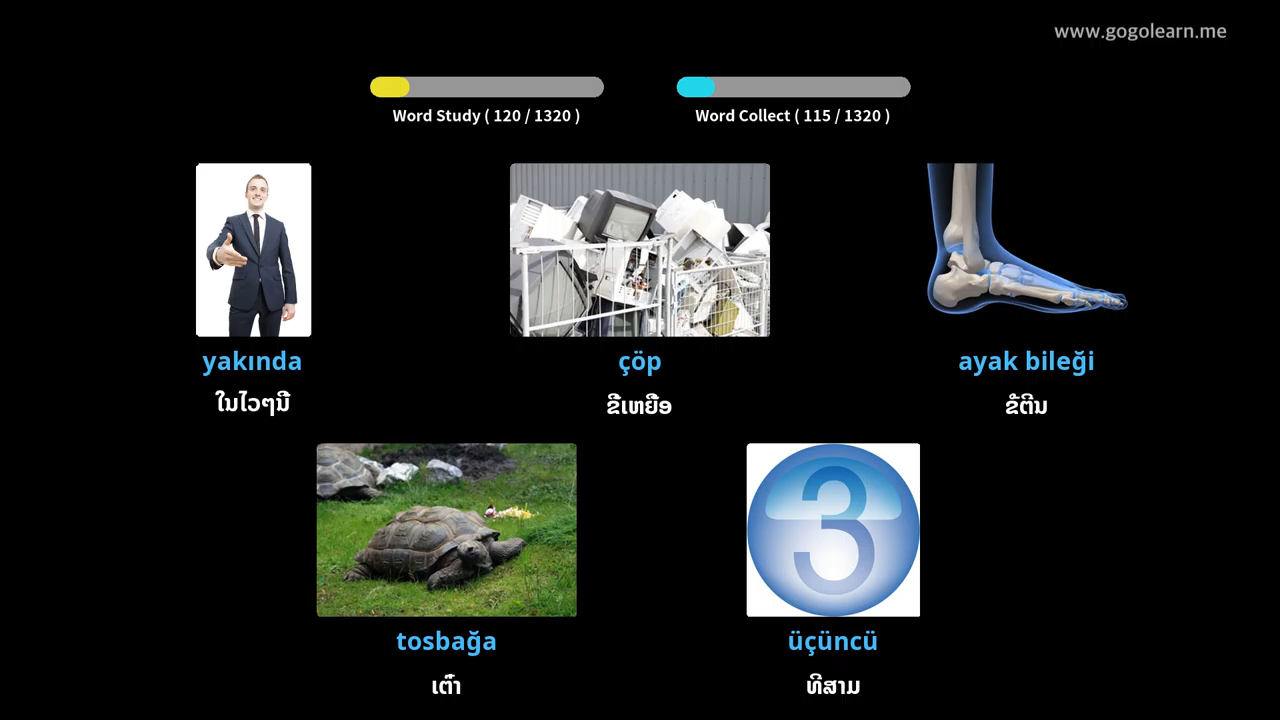 www.gogolearn.me
Word Study ( 120 / 1320 )
Word Collect ( 115 / 1320 )
yakında
çöp
ayak bileği
ໃນໄວໆນີ້
ຂີ້ເຫຍື້ອ
ຂໍ້ຕີນ
3
tosbağa
üçüncü
ເຕົ່າ
ທີສາມ